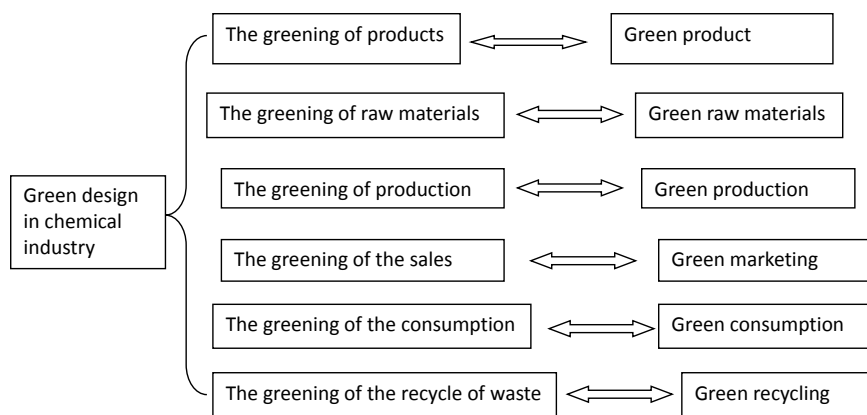 The greening of products
Green product
The greening of raw materials
Green raw materials
Green design
in chemical
industry
The greening of production
Green production
The greening of the sales
Green marketing
The greening of the consumption
Green consumption
The greening of the recycle of waste
Green recycling